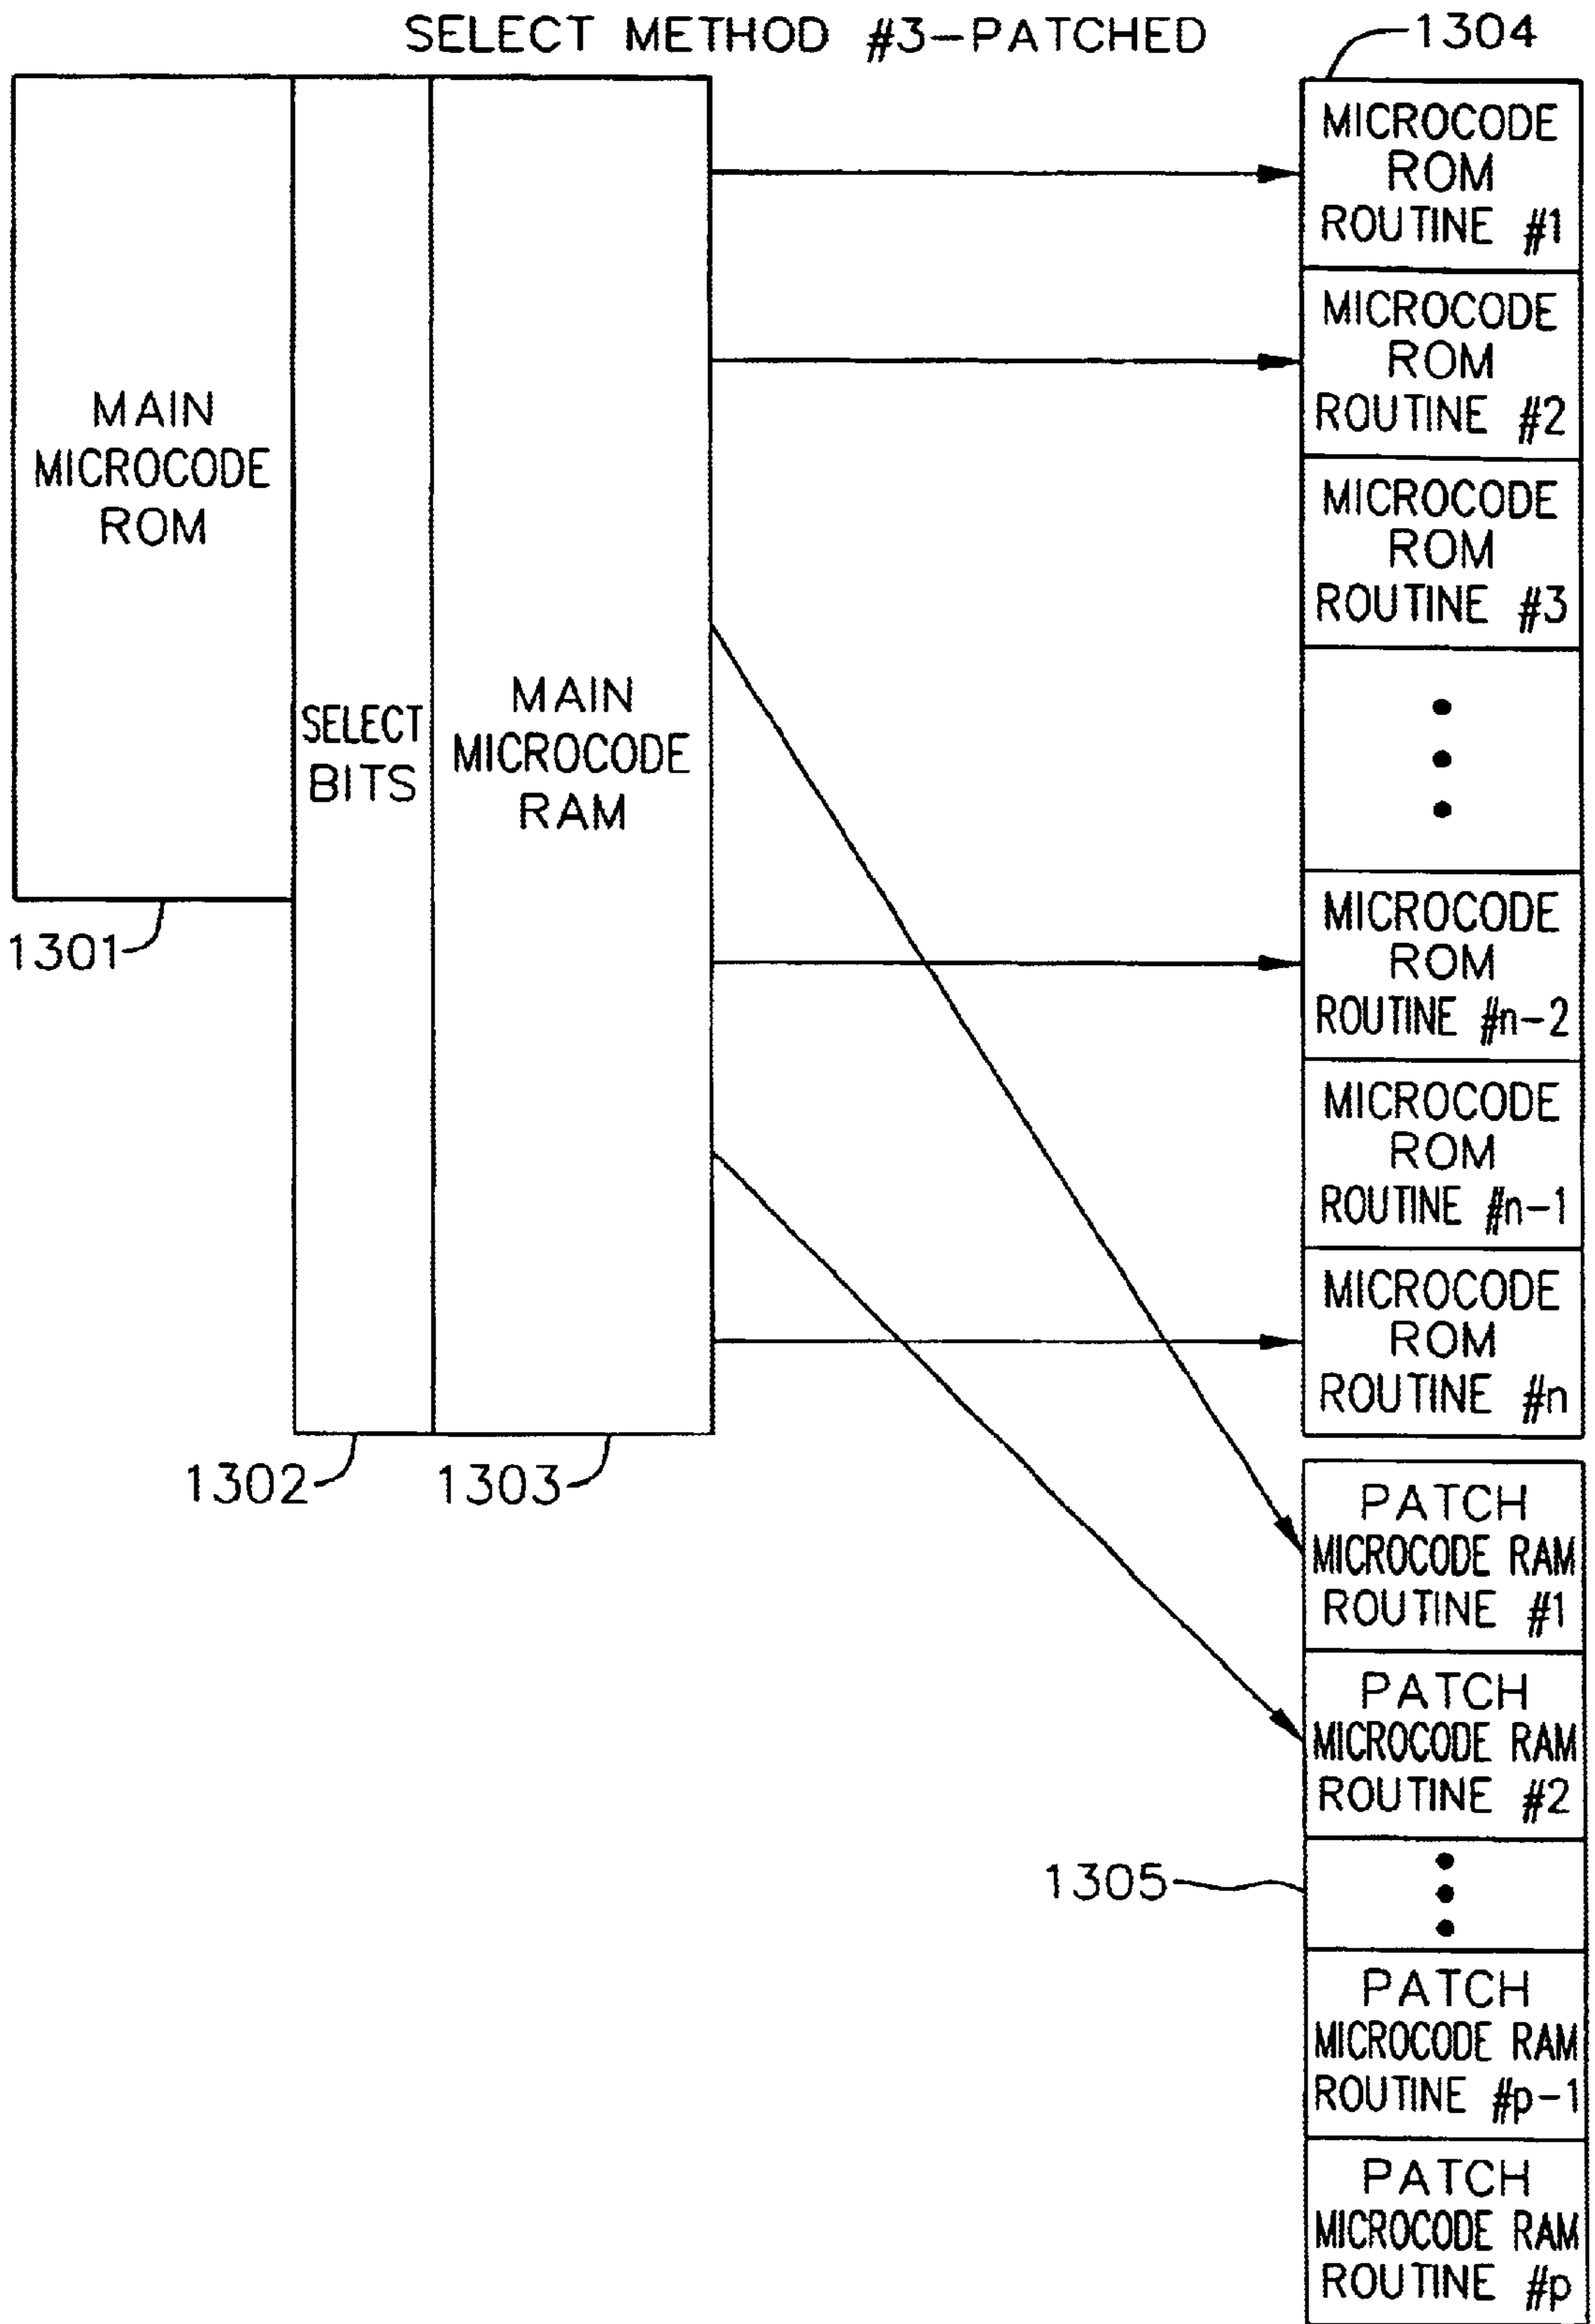 SELECT METHOD #3-PATCHED
1304
MAIN
MICROCODE
ROM
1301
SELECT
BITS
1302
MAIN
MICROCODE
RAM
1303
MICROCODE
ROM
ROUTINE #1
MICROCODE
ROM
ROUTINE #2
MICROCODE
ROM
ROUTINE #3
MICROCODE
ROM
ROUTINE #n-2
MICROCODE
ROM
ROUTINE #n-1
MICROCODE
ROM
ROUTINE #n
PATCH
MICROCODE RAM
ROUTINE #1
PATCH
MICROCODE RAM
ROUTINE #2
1305
PATCH
MICROCODE RAM
ROUTINE #p-1
PATCH
MICROCODE RAM
ROUTINE #p